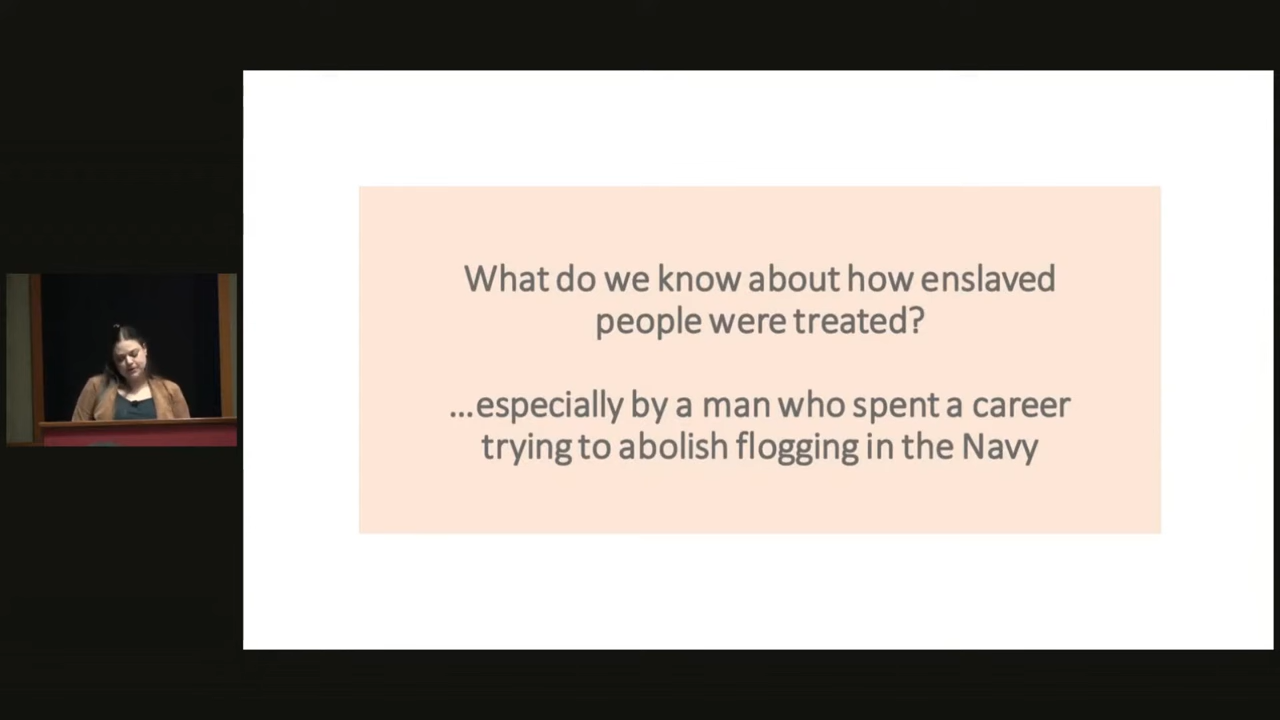 What do we know about how enslaved
people were treated?
...especially by a man who spent a career
trying to abolish flogging in the Navy